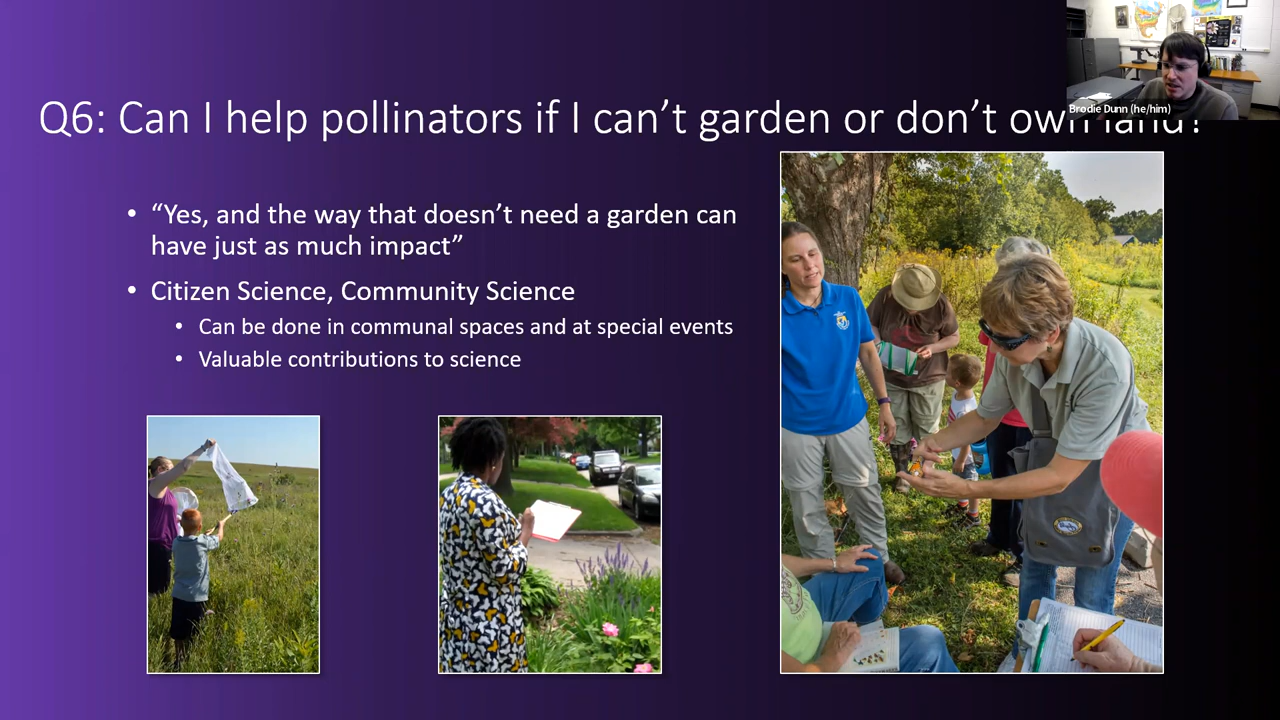 Brodie Dunn (he/him)
Q6: Can I help pollinators if I can't garden or don't own land?
• “Yes, and the way that doesn't need a garden can
have just as much impact”
• Citizen Science, Community Science
• Can be done in communal spaces and at special events
• Valuable contributions to science